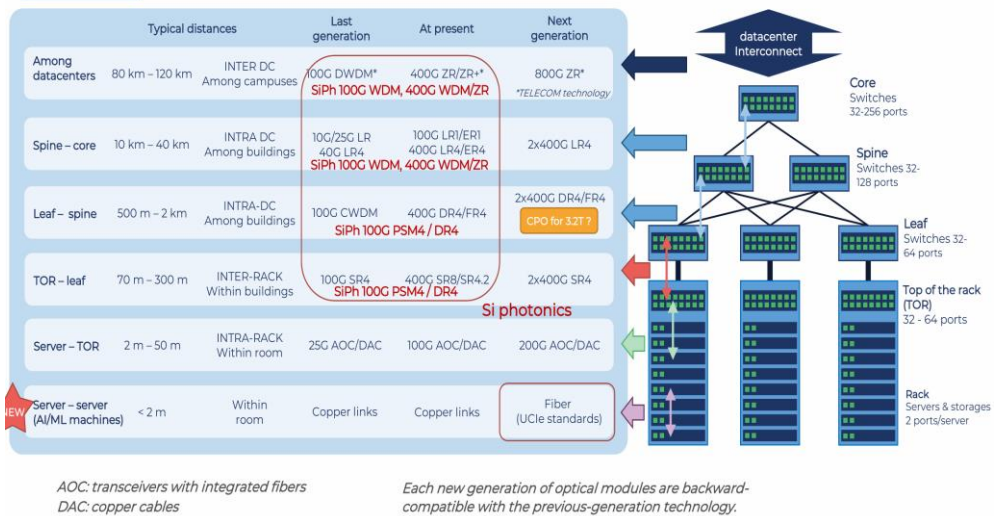 Typical distances
Last generation
At present
Next generation
Among datacenters
80 km – 120 km
INTER DC
Among campuses
100G DWDM*
400G ZR/ZR+*
800G ZR*
SiPh 100G WDM, 400G WDM/ZR
*TELECOM technology
Spine – core
10 km – 40 km
INTRA DC
Among buildings
10G/25G LR
40G LR4
100G LR1/ER1
400G LR4/ER4
2x400G LR4
SiPh 100G WDM, 400G WDM/ZR
Leaf – spine
500 m – 2 km
INTRA-DC
Among buildings
100G CWDM
400G DR4/FR4
2x400G DR4/FR4
CPO for 3.2T ?
SiPh 100G PSM4 / DR4
TOR – leaf
70 m – 300 m
INTER-RACK
Within buildings
100G SR4
400G SR8/SR4.2
2x400G SR4
SiPh 100G PSM4 / DR4
Si photonics
Server – TOR
2 m – 50 m
INTRA-RACK
Within room
25G AOC/DAC
100G AOC/DAC
200G AOC/DAC
NEW
Server – server
(AI/ML machines)
< 2 m
Within
room
Copper links
Copper links
Fiber
(UCIe standards)
datacenter
Interconnect
Core
Switches
32-256 ports
Spine
Switches 32-
128 ports
Leaf
Switches 32-
64 ports
Top of the rack
(TOR)
32 - 64 ports
Rack
Servers & storages
2 ports/server
AOC: transceivers with integrated fibers
DAC: copper cables
Each new generation of optical modules are backward-
compatible with the previous-generation technology.